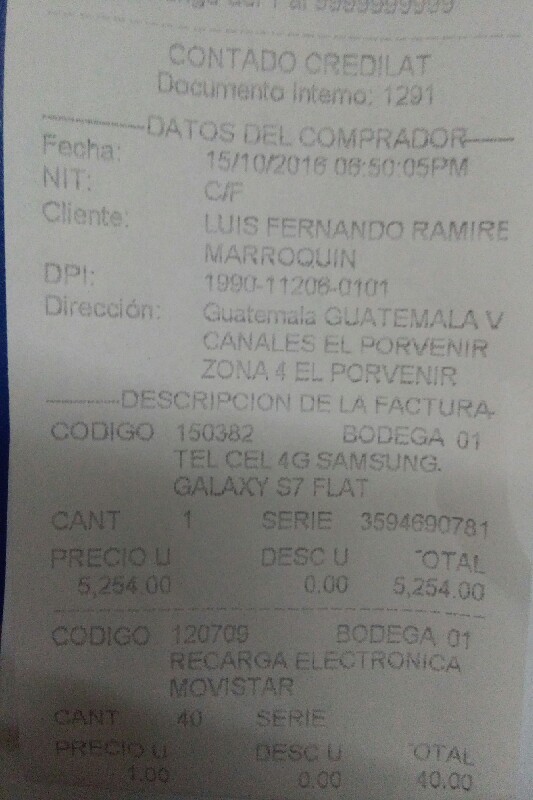 9999999999
CONTADO CREDILAT
Documento Interno: 1291
DATOS DEL COMPRADOR
Fecha: 15/10/2016 06:50:05PM
NIT: C/F
Cliente: LUIS FERNANDO RAMIRE
MARROQUIN
DPI: 1990-11206-0101
Dirección: Guatemala GUATEMALA V
CANALES EL PORVENIR
ZONA 4 EL PORVENIR
DESCRIPCION DE LA FACTURA
CODIGO 150382 BODEGA 01
TEL CEL 4G SAMSUNG.
GALAXY S7 FLAT
CANT 1 SERIE 3594690781
PRECIO U DESC U TOTAL
5,254.00 0.00 5,254.00
CODIGO 120709 BODEGA 01
RECARGA ELECTRONICA
MOVISTAR
CANT 40 SERIE
PRECIO U DESC U TOTAL
1.00 0.00 40.00